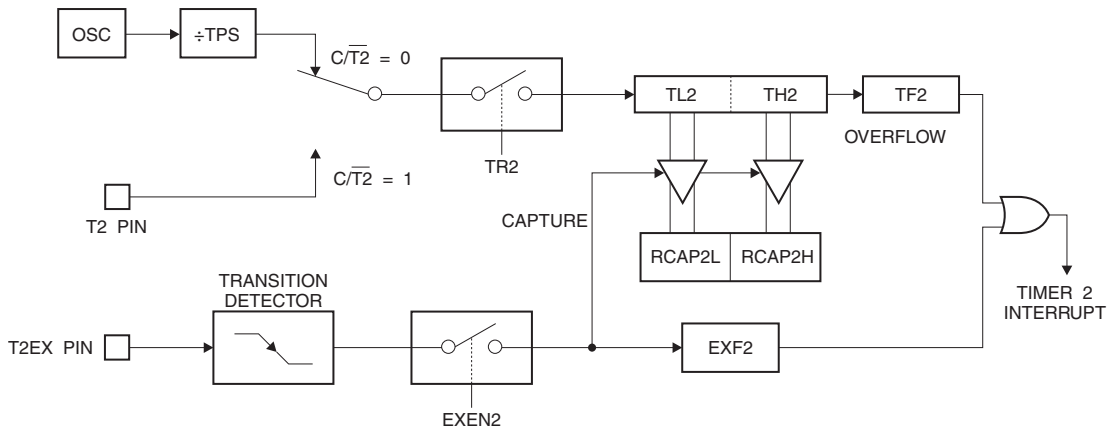 OSC
÷TPS
C/T2̅ = 0
TL2
TH2
TF2
OVERFLOW
TR2
C/T2̅ = 1
T2 PIN
CAPTURE
RCAP2L
RCAP2H
TRANSITION
DETECTOR
TIMER 2
INTERRUPT
T2EX PIN
EXF2
EXEN2